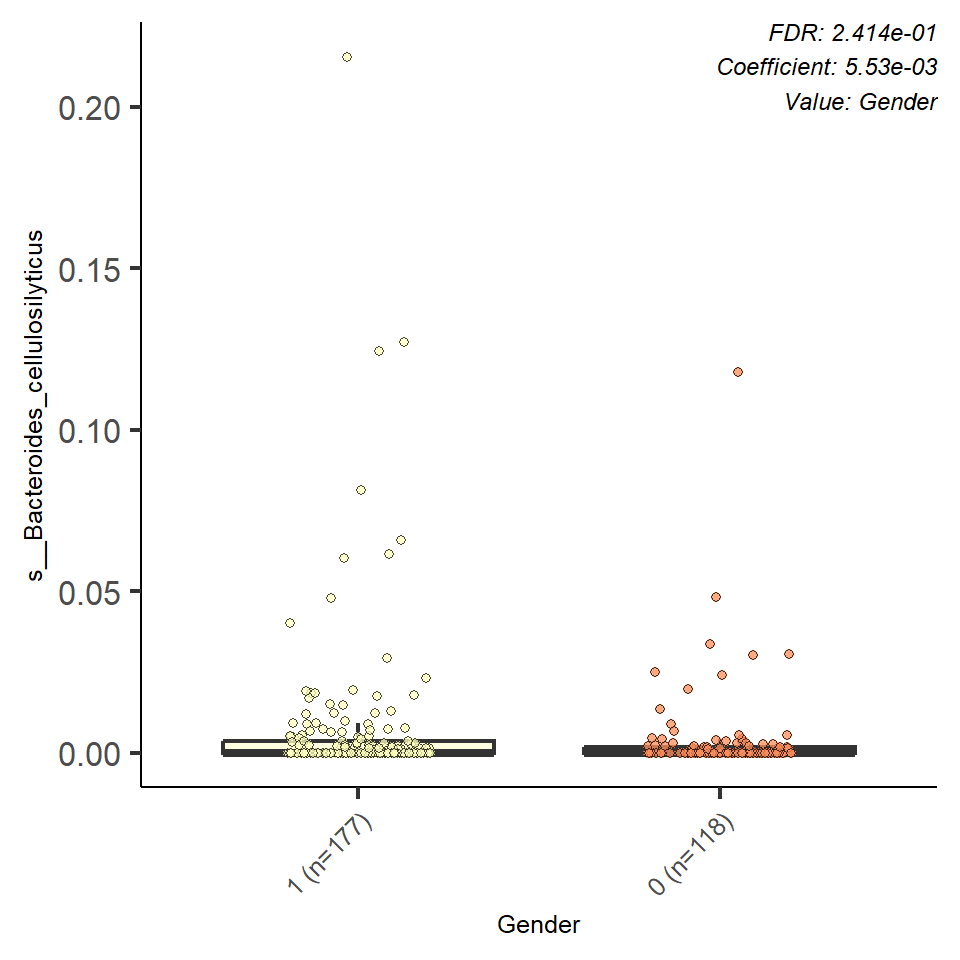 FDR: 2.414e-01
Coefficient: 5.53e-03
Value: Gender
s__Bacteroides_cellulosilyticus
0.20
0.15
0.10
0.05
0.00
1 (n=177)
0 (n=118)
Gender